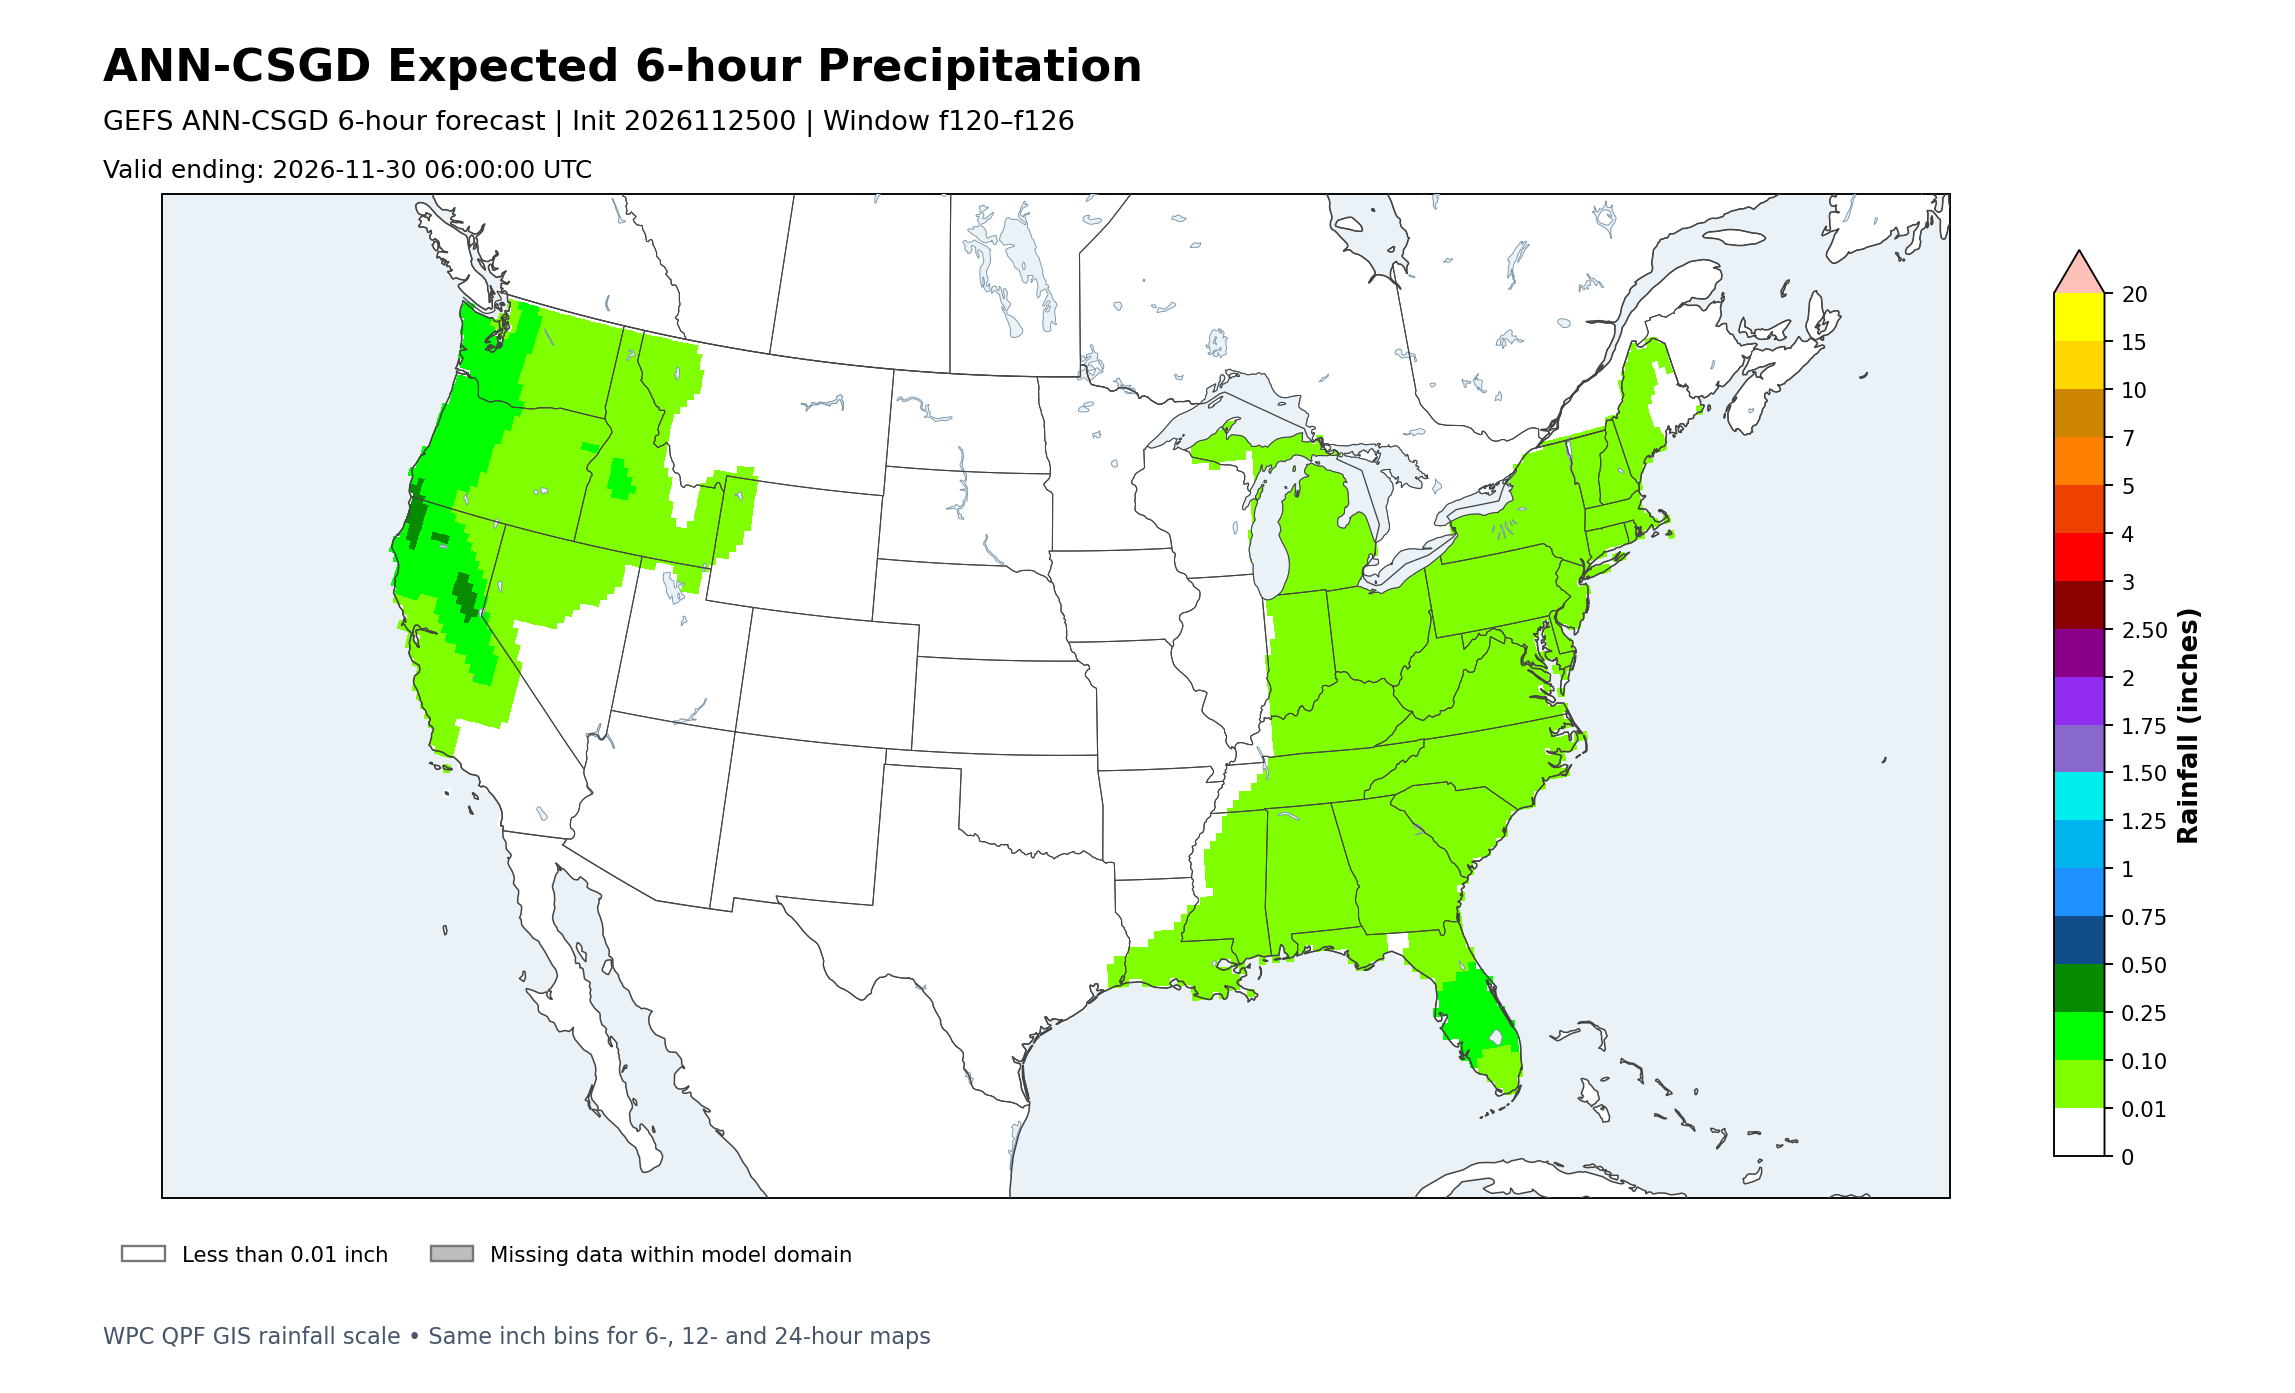 ANN-CSGD Expected 6-hour Precipitation
GEFS ANN-CSGD 6-hour forecast | Init 2026112500 | Window f120–f126
Valid ending: 2026-11-30 06:00:00 UTC
20
15
10
7
5
4
3
2.50
2
1.75
1.50
1.25
1
0.75
0.50
0.25
0.10
0.01
0
Rainfall (inches)
Less than 0.01 inch
Missing data within model domain
WPC QPF GIS rainfall scale • Same inch bins for 6-, 12- and 24-hour maps